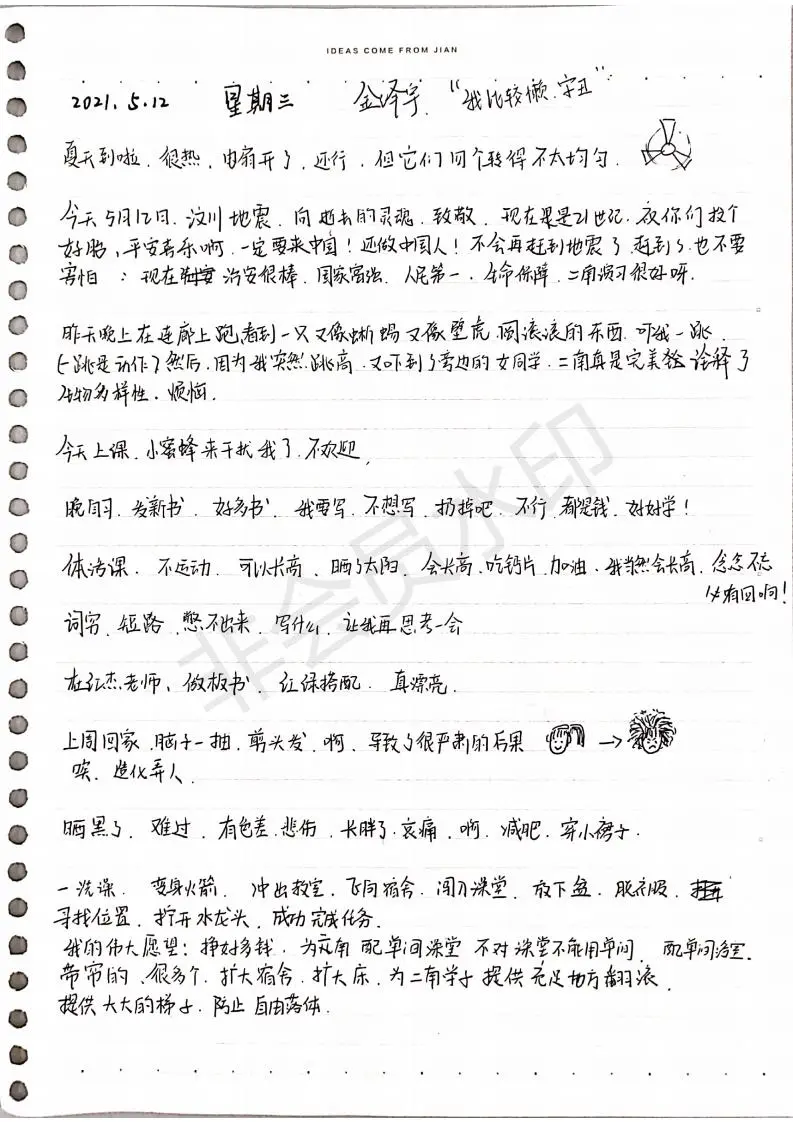 IDEAS COME FROM JIAN
2021.5.12 星期三 金泽宇. “我比较懒.字丑”
夏天到啦.很热.电扇开了.还行.但它们四个转得不太均匀.
今天5月12日.汶川地震.向逝去的灵魂.致敬.现在是21世纪.祝你们投个
好胎,平安喜乐啊.一定要来中国!还做中国人!不会再赶到地震了.赶到了也不要
害怕:现在治安很棒.国家富强.人民第一.生命保障.二南演习很好呀.
昨天晚上在连廊上跑.看到一只又像蜥蜴又像壁虎圆滚滚的东西.吓我一跳.
(跳是动作)然后.因为我突然跳高.又吓到了旁边的女同学.二南真是完美诠释了
生物多样性.烦恼.
今天上课.小蜜蜂来干扰我了.不欢迎,
晚自习.发新书.好多书.我要写.不想写.扔掉吧.不行.都是钱.好好学!
体活课.不运动.可以长高.晒了太阳.会长高.吃钙片.加油.我当然会长高.念念不忘
必有回响!
词穷.短路.憋不出来.写什么.让我再思考一会
杰老师、做板书.红绿搭配.真漂亮.
上周回家.脑子一抽.剪头发.啊.导致了很严肃的后果 →
唉.造化弄人.
晒黑了.难过.有色差.悲伤.长胖了.哀痛.啊.减肥.穿小裙子.
一洗澡.变身火箭.冲出教室.飞向宿舍.闯入澡堂.放下盆.脱衣服.
寻找位置.拧开水龙头.成功完成任务.
我的伟大愿望:挣好多钱.为二南配单间澡堂 不对 澡堂不能用单间.配单间浴室.
带帘的、很多个.扩大宿舍.扩大床.为二南学子提供充足地方翻滚.
提供大大的梯子.防止自由落体.
非会员水印